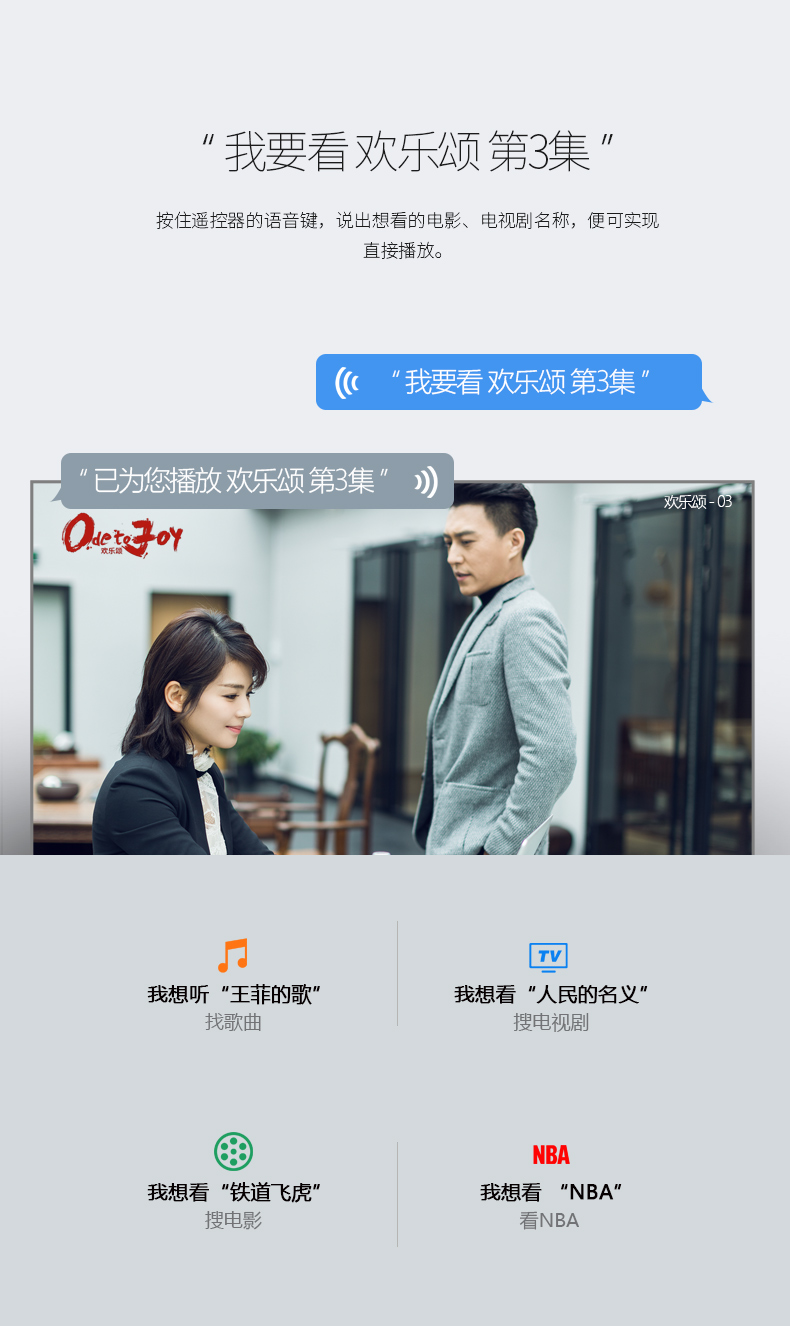 “ 我要看 欢乐颂 第3集 ”
按住遥控器的语音键，说出想看的电影、电视剧名称，便可实现
直接播放。
“ 我要看 欢乐颂 第3集 ”
“ 已为您播放 欢乐颂 第3集 ”
欢乐颂 - 03
Ode to Joy
欢乐颂
TV
我想听“王菲的歌”
找歌曲
我想看“人民的名义”
搜电视剧
NBA
我想看“铁道飞虎”
搜电影
我想看 “NBA”
看NBA